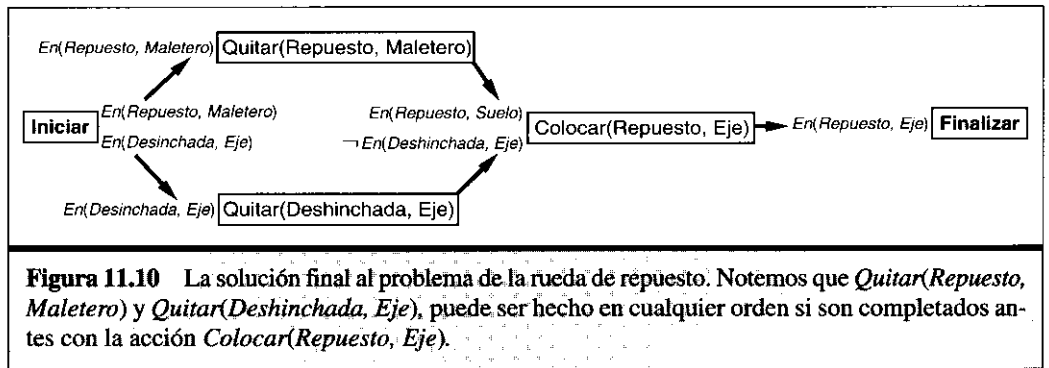 En(Repuesto, Maletero) Quitar(Repuesto, Maletero)
Iniciar
En(Repuesto, Maletero)
En(Desinchada, Eje)
En(Repuesto, Suelo)
¬ En(Deshinchada, Eje)
Colocar(Repuesto, Eje)
En(Repuesto, Eje) Finalizar
En(Desinchada, Eje) Quitar(Deshinchada, Eje)
Figura 11.10 La solución final al problema de la rueda de repuesto. Notemos que Quitar(Repuesto,
Maletero) y Quitar(Deshinchada, Eje), puede ser hecho en cualquier orden si son completados an-
tes con la acción Colocar(Repuesto, Eje).